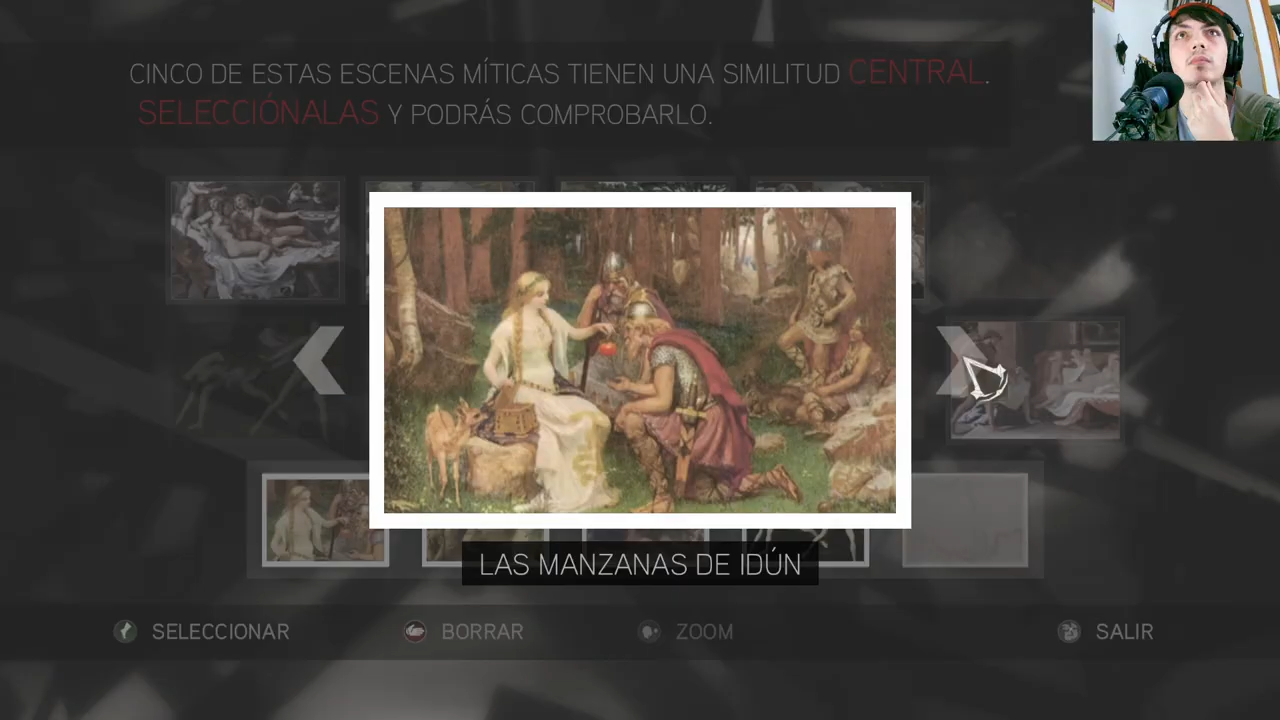 CINCO DE ESTAS ESCENAS MÍTICAS TIENEN UNA SIMILITUD CENTRAL.
SELECCIÓNALAS Y PODRÁS COMPROBARLO.
LAS MANZANAS DE IDÚN
SELECCIONAR
BORRAR
ZOOM
SALIR